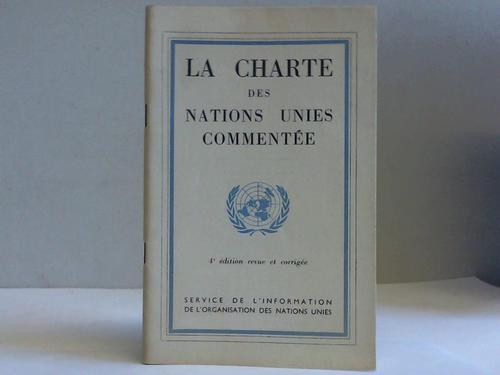 LA CHARTE
DES
NATIONS UNIES
COMMENTÉE
4e édition revue et corrigée
SERVICE DE L'INFORMATION
DE L'ORGANISATION DES NATIONS UNIES